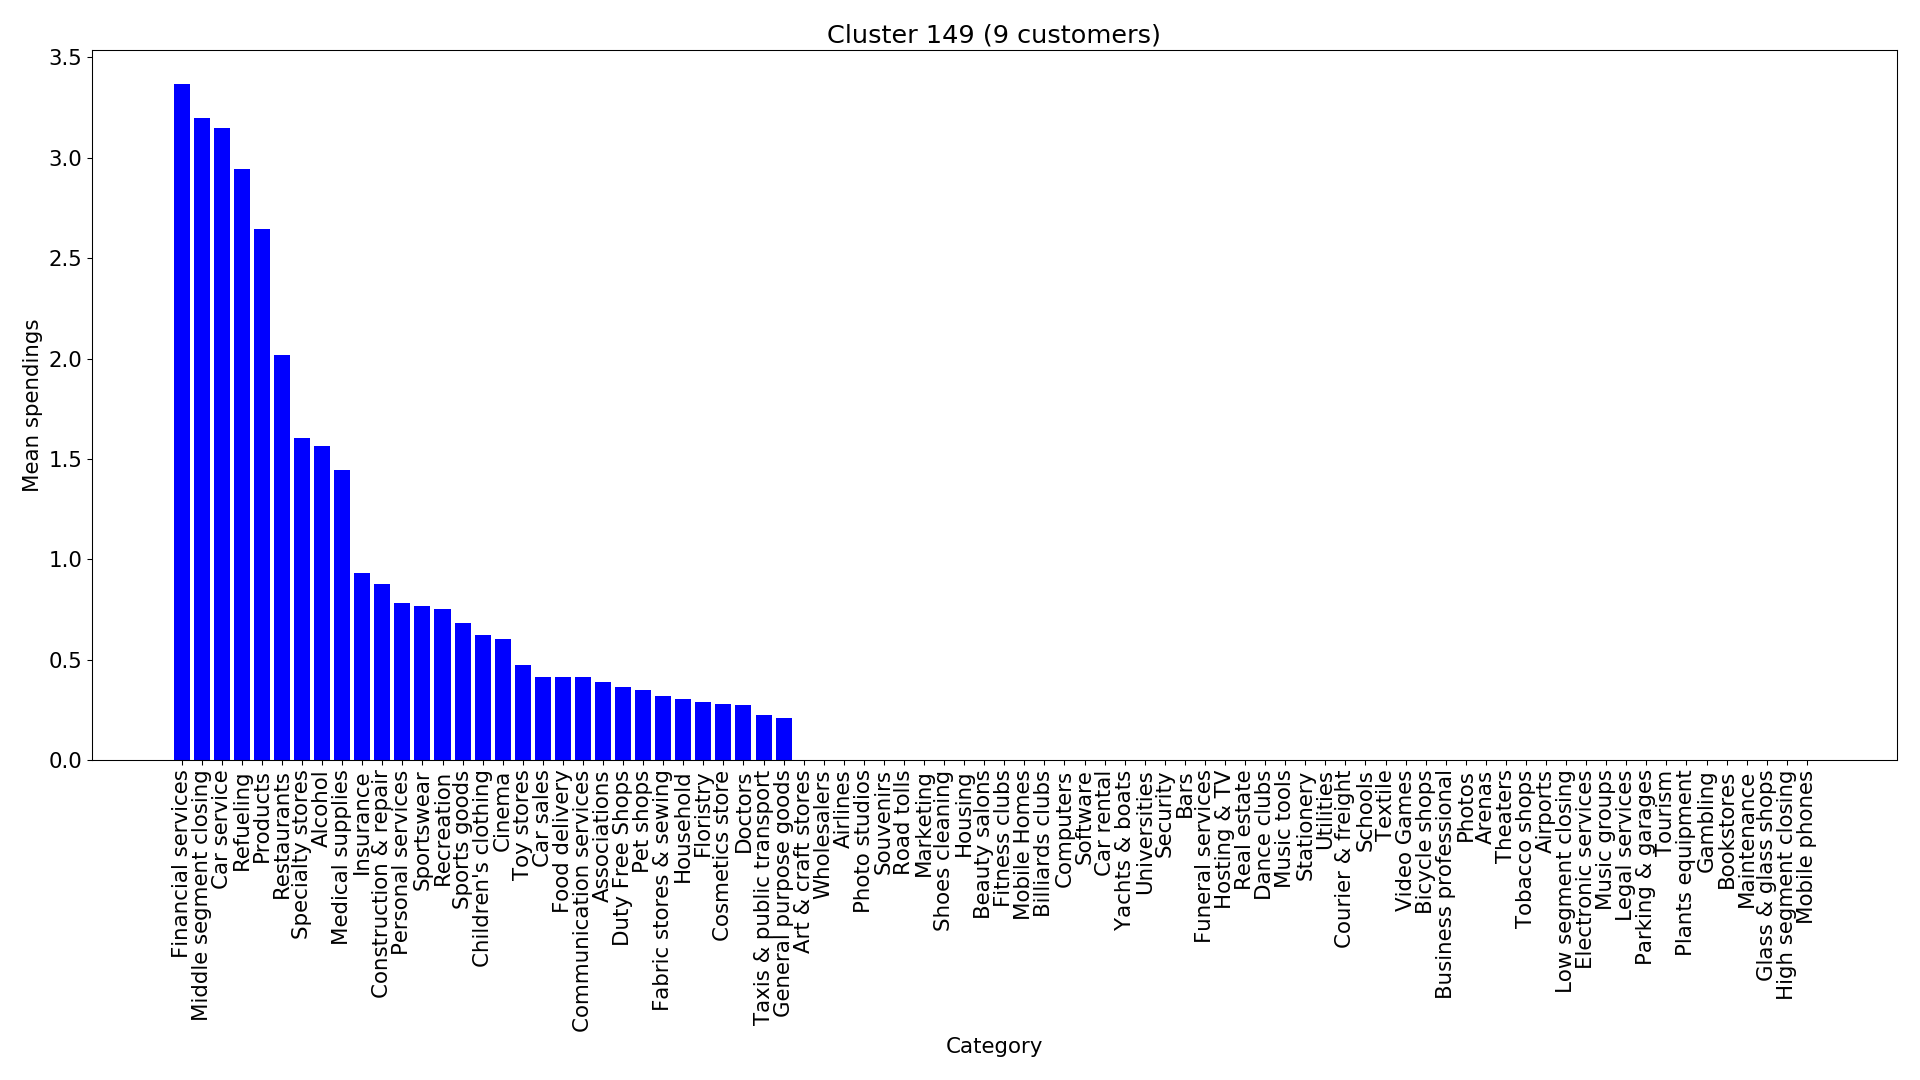 Cluster 149 (9 customers)
Mean spendings
3.5
3.0
2.5
2.0
1.5
1.0
0.5
0.0
Financial services
Middle segment closing
Car service
Refueling
Products
Restaurants
Specialty stores
Alcohol
Medical supplies
Insurance
Construction & repair
Personal services
Sportswear
Recreation
Sports goods
Children's clothing
Cinema
Toy stores
Car sales
Food delivery
Communication services
Associations
Duty Free Shops
Pet shops
Fabric stores & sewing
Household
Floristry
Cosmetics store
Doctors
Taxis & public transport
General purpose goods
Art & craft stores
Wholesalers
Airlines
Photo studios
Souvenirs
Road tolls
Marketing
Shoes cleaning
Housing
Beauty salons
Fitness clubs
Mobile Homes
Billiards clubs
Computers
Software
Car rental
Yachts & boats
Universities
Security
Bars
Funeral services
Hosting & TV
Real estate
Dance clubs
Music tools
Stationery
Utilities
Courier & freight
Schools
Textile
Video Games
Bicycle shops
Business professional
Photos
Arenas
Theaters
Tobacco shops
Airports
Low segment closing
Electronic services
Music groups
Legal services
Parking & garages
Tourism
Plants equipment
Gambling
Bookstores
Maintenance
Glass & glass shops
High segment closing
Mobile phones
Category